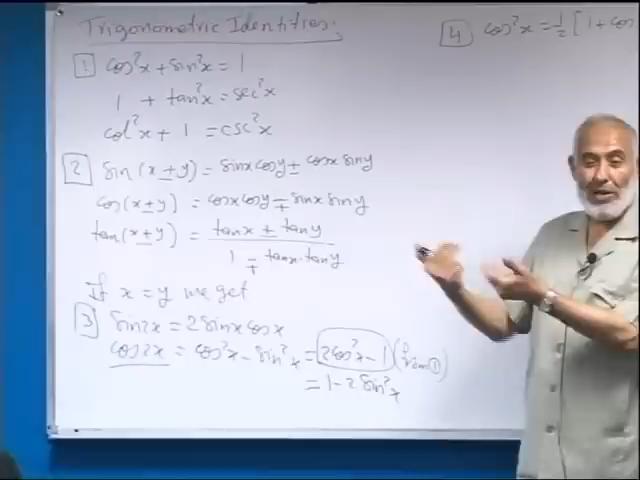 Trigonometric Identities.
1 cos²x + sin²x = 1
1 + tan²x = sec²x
cot²x + 1 = csc²x
2 sin(x ± y) = sinx cosy ± cosx siny
cos(x ± y) = cosx cosy ∓ sinx siny
tan(x ± y) = tanx ± tany / 1 ∓ tanx·tany
If x = y we get
3 sin2x = 2 sinx cosx
cos2x = cos²x - sin²x = 2cos²x - 1 (from ①)
= 1 - 2 sin²x
4 cos²x = 1/2 [1 + cos